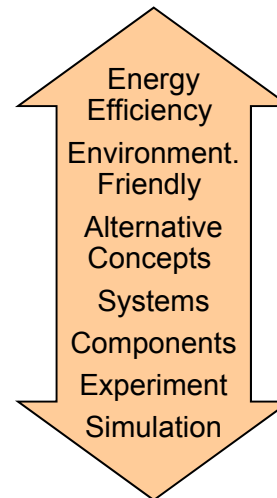 Energy
Efficiency
Environment.
Friendly
Alternative
Concepts
Systems
Components
Experiment
Simulation